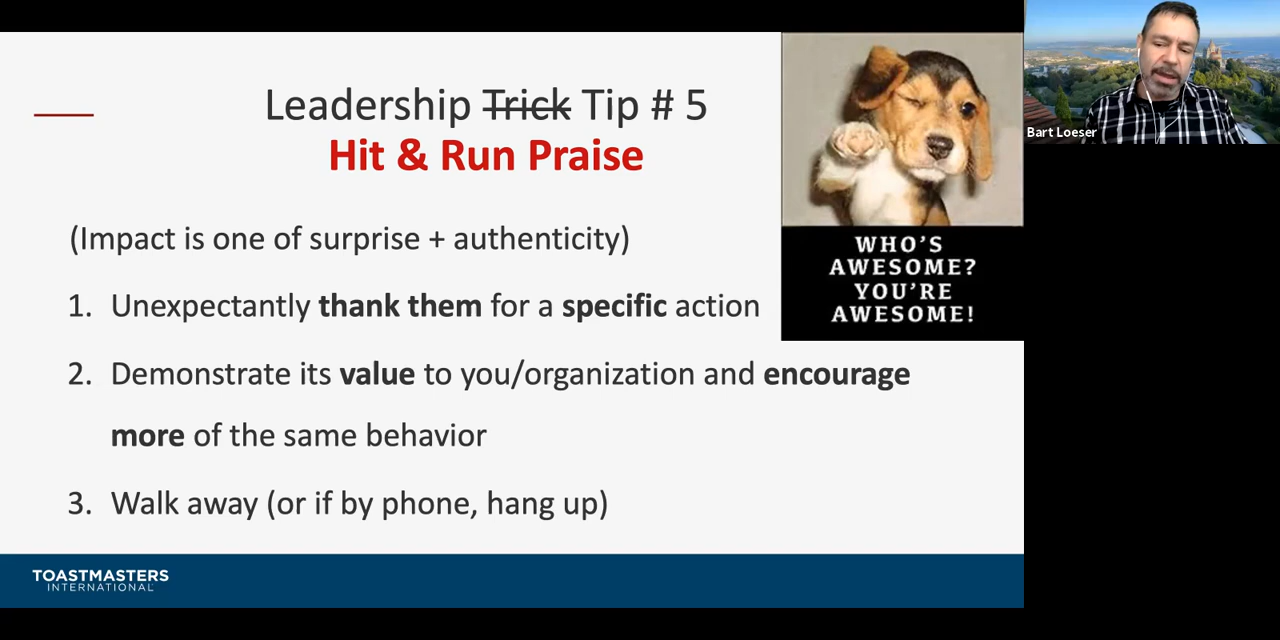 Leadership Trick Tip # 5
Hit & Run Praise
(Impact is one of surprise + authenticity)
1. Unexpectantly thank them for a specific action
2. Demonstrate its value to you/organization and encourage
more of the same behavior
3. Walk away (or if by phone, hang up)
WHO'S
AWESOME?
YOU'RE
AWESOME!
Bart Loeser
TOASTMASTERS
INTERNATIONAL